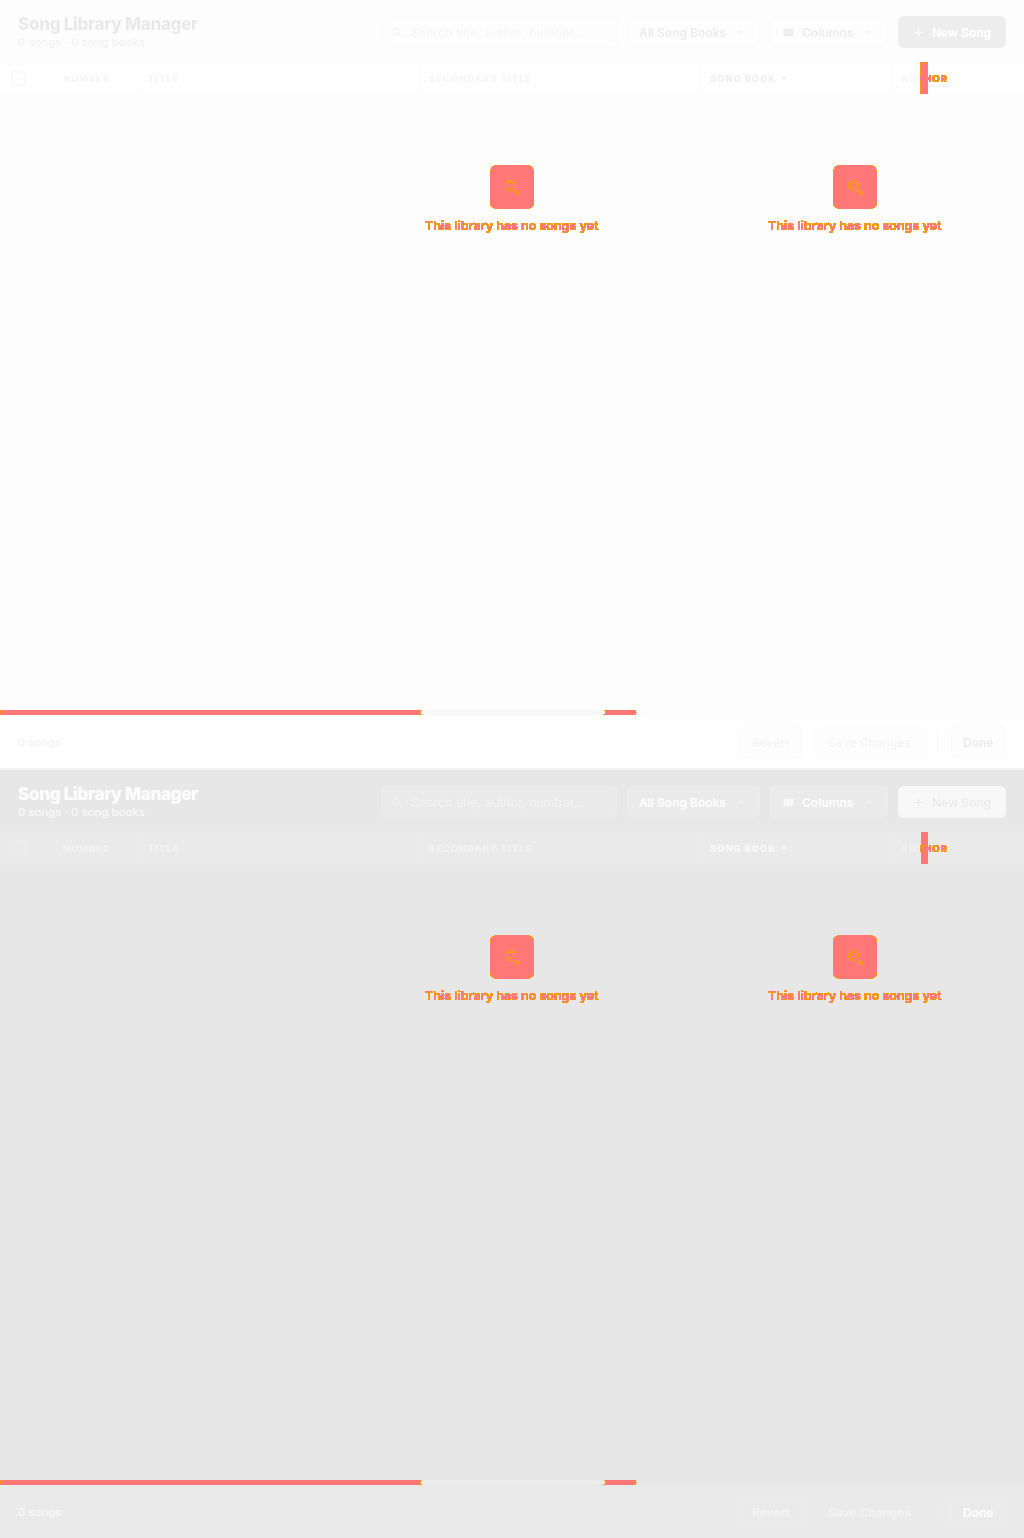 Song Library Manager
0 songs · 0 song books
Search title, author, number...
All Song Books
Columns
New Song
NUMBER
TITLE
SECONDARY TITLE
SONG BOOK
This library has no songs yet
This library has no songs yet
0 songs
Revert
Save Changes
Done
Song Library Manager
0 songs · 0 song books
Search title, author, number...
All Song Books
Columns
New Song
NUMBER
TITLE
SECONDARY TITLE
SONG BOOK
This library has no songs yet
This library has no songs yet
0 songs
Revert
Save Changes
Done